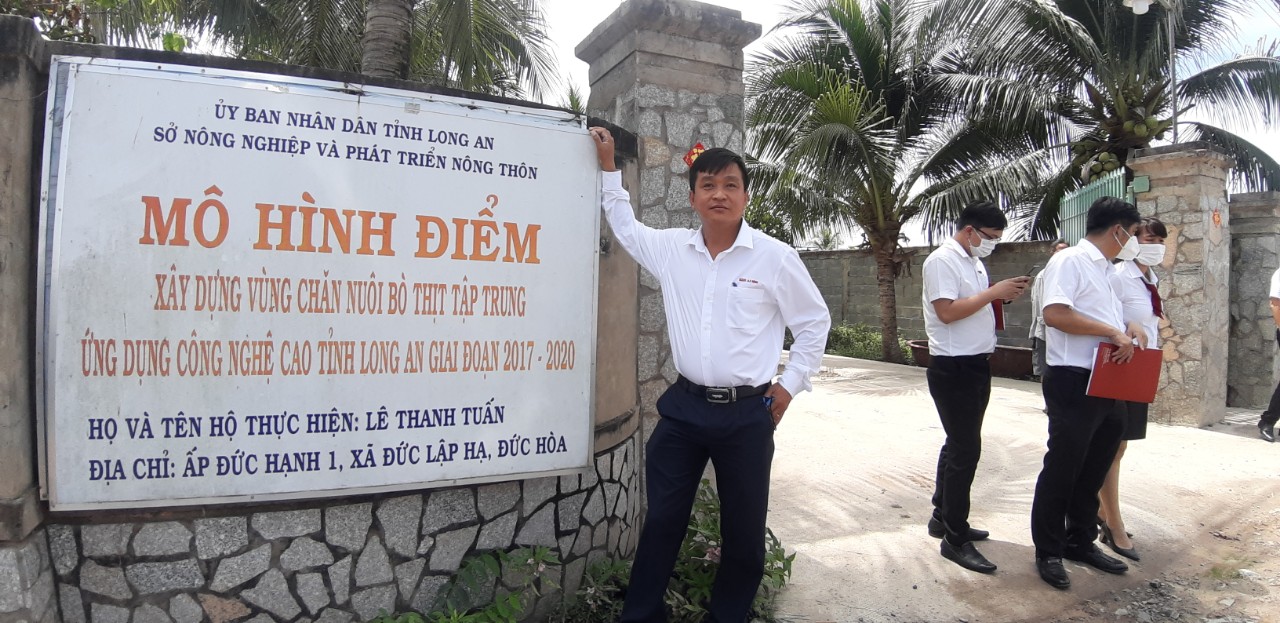 ỦY BAN NHÂN DÂN TỈNH LONG AN
SỞ NÔNG NGHIỆP VÀ PHÁT TRIỂN NÔNG THÔN
MÔ HÌNH ĐIỂM
XÂY DỰNG VÙNG CHĂN NUÔI BÒ THỊT TẬP TRUNG
ỨNG DỤNG CÔNG NGHỆ CAO TỈNH LONG AN GIAI ĐOẠN 2017 - 2020
HỌ VÀ TÊN HỘ THỰC HIỆN: LÊ THANH TUẤN
ĐỊA CHỈ: ẤP ĐỨC HẠNH 1, XÃ ĐỨC LẬP HẠ, ĐỨC HÒA